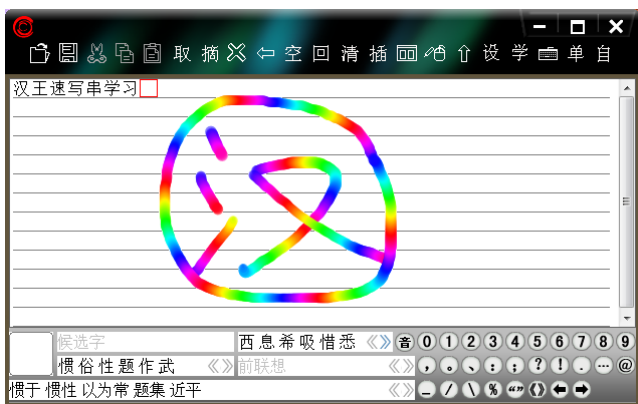 取 摘 空 回 清 插 设 学 单 自
汉王速写串学习
汉
候选字 西息希吸惜悉 《》 音 0 1 2 3 4 5 6 7 8 9
惯俗性题作武 《》 前联想 《》 , 。 、 : ; ? ! . … @
惯于 惯性 以为常 题集 近平 《》 _ / \ % “” 《》